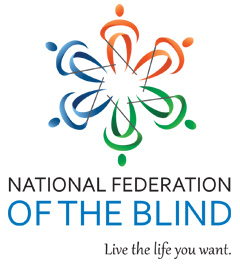 NATIONAL FEDERATION
OF THE BLIND
Live the life you want.